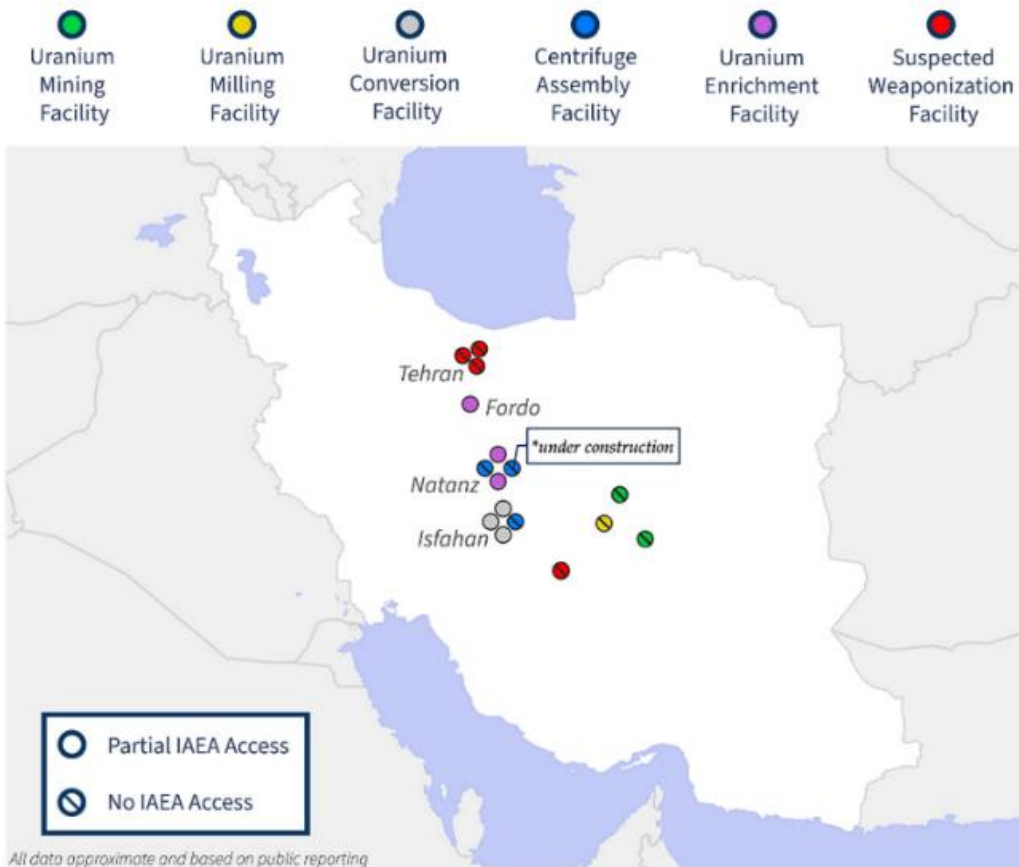 Uranium
Mining
Facility
Uranium
Milling
Facility
Uranium
Conversion
Facility
Centrifuge
Assembly
Facility
Uranium
Enrichment
Facility
Suspected
Weaponization
Facility
Tehran
Fordo
*under construction
Natanz
Isfahan
Partial IAEA Access
No IAEA Access
All data approximate and based on public reporting